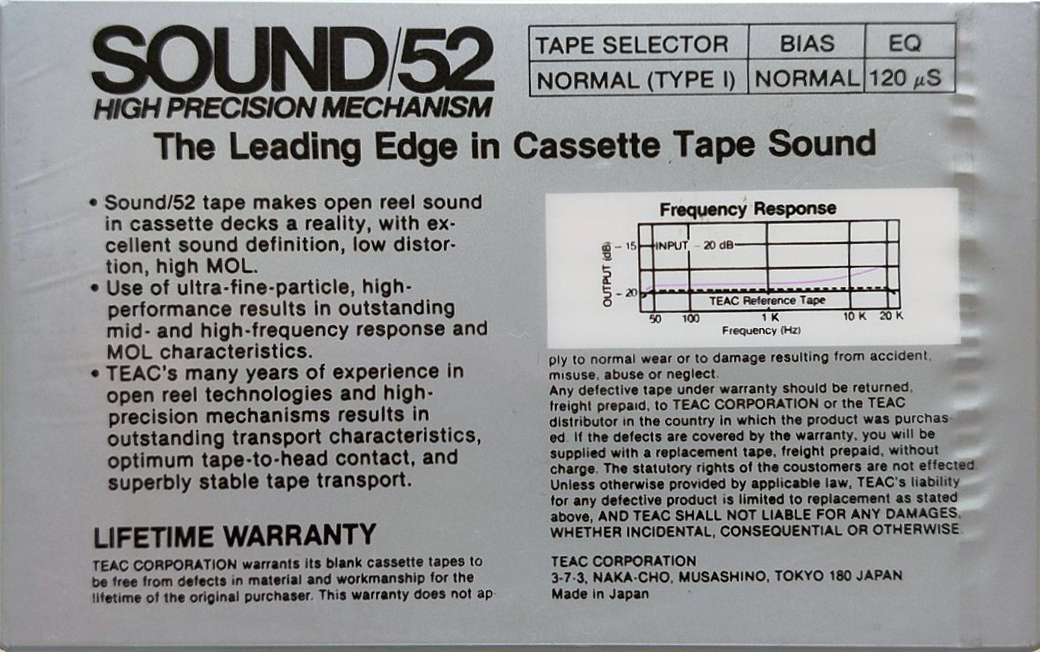 SOUND/52
HIGH PRECISION MECHANISM
TAPE SELECTOR BIAS EQ
NORMAL (TYPE I) NORMAL 120 μS
The Leading Edge in Cassette Tape Sound
• Sound/52 tape makes open reel sound
in cassette decks a reality, with ex-
cellent sound definition, low distor-
tion, high MOL.
• Use of ultra-fine-particle, high-
performance results in outstanding
mid- and high-frequency response and
MOL characteristics.
• TEAC's many years of experience in
open reel technologies and high-
precision mechanisms results in
outstanding transport characteristics,
optimum tape-to-head contact, and
superbly stable tape transport.
LIFETIME WARRANTY
TEAC CORPORATION warrants its blank cassette tapes to
be free from defects in material and workmanship for the
lifetime of the original purchaser. This warranty does not ap-
Frequency Response
OUTPUT (dB)
- 15 INPUT - 20 dB
- 20
TEAC Reference Tape
50 100 1 K 10 K 20 K
Frequency (Hz)
ply to normal wear or to damage resulting from accident,
misuse, abuse or neglect.
Any defective tape under warranty should be returned,
freight prepaid, to TEAC CORPORATION or the TEAC
distributor in the country in which the product was purchas-
ed. If the defects are covered by the warranty, you will be
supplied with a replacement tape, freight prepaid, without
charge. The statutory rights of the coustomers are not effected.
Unless otherwise provided by applicable law, TEAC's liability
for any defective product is limited to replacement as stated
above, AND TEAC SHALL NOT LIABLE FOR ANY DAMAGES,
WHETHER INCIDENTAL, CONSEQUENTIAL OR OTHERWISE.
TEAC CORPORATION
3-7-3, NAKA-CHO, MUSASHINO, TOKYO 180 JAPAN
Made in Japan